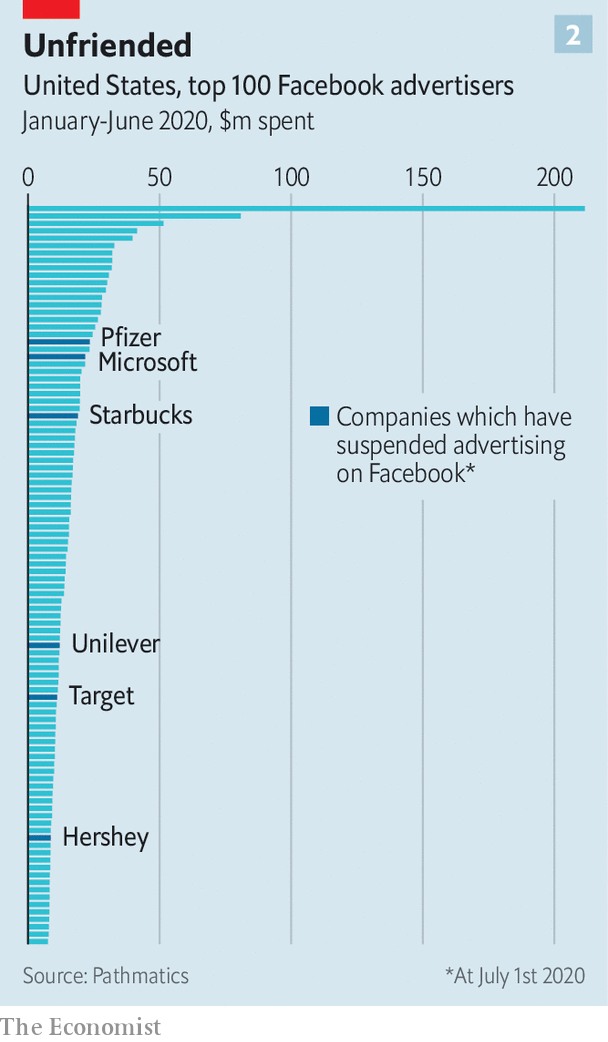 Unfriended
2
United States, top 100 Facebook advertisers
January-June 2020, $m spent
0 50 100 150 200
Pfizer
Microsoft
Starbucks
Companies which have
suspended advertising
on Facebook*
Unilever
Target
Hershey
Source: Pathmatics
*At July 1st 2020
The Economist